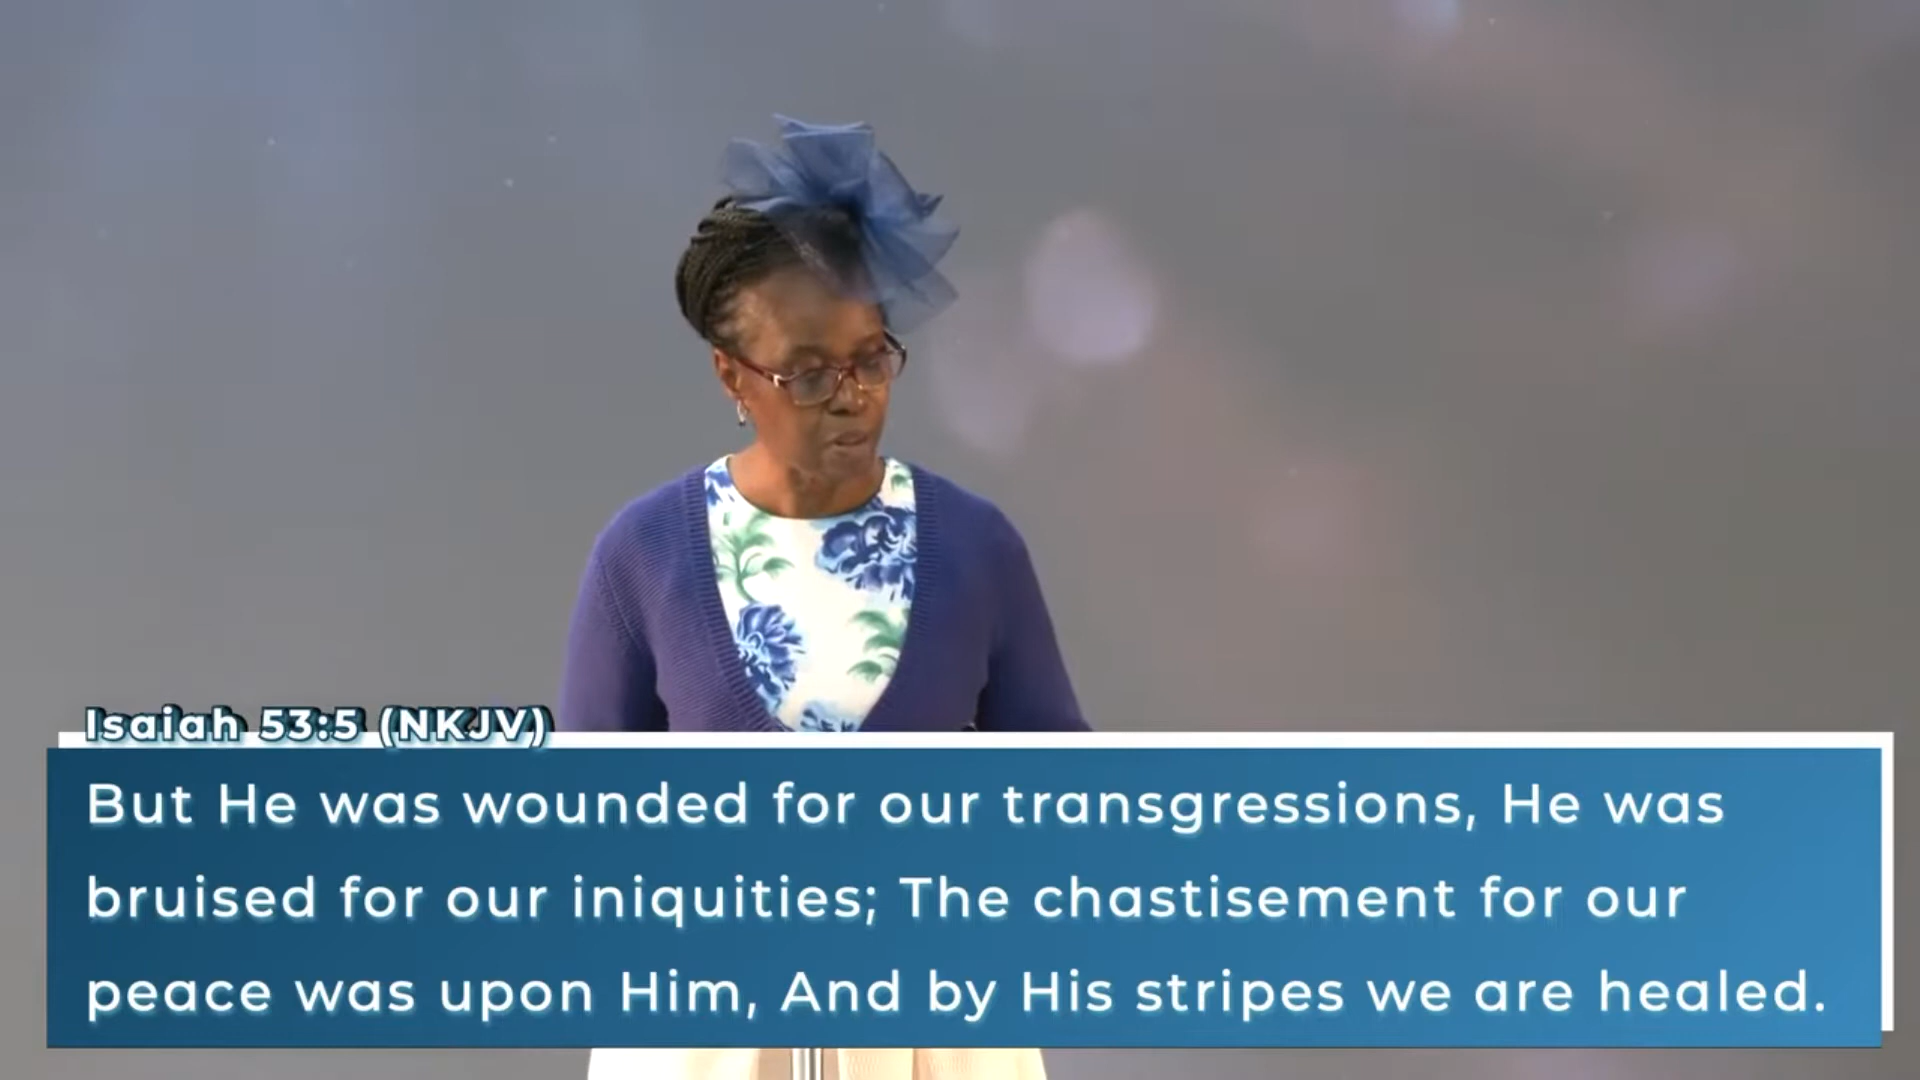 Isaiah 53:5 (NKJV)
But He was wounded for our transgressions, He was
bruised for our iniquities; The chastisement for our
peace was upon Him, And by His stripes we are healed.